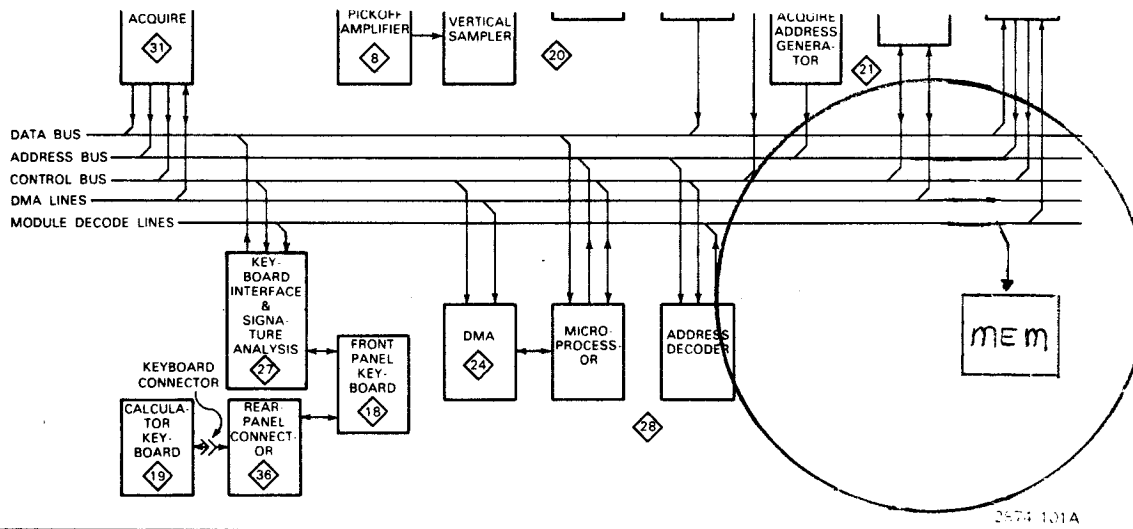 ACQUIRE
31
PICKOFF
AMPLIFIER
8
VERTICAL
SAMPLER
20
ACQUIRE
ADDRESS
GENERA-
TOR
21
DATA BUS
ADDRESS BUS
CONTROL BUS
DMA LINES
MODULE DECODE LINES
KEY-
BOARD
INTERFACE
&
SIGNA-
TURE
ANALYSIS
27
FRONT
PANEL
KEY-
BOARD
18
DMA
24
MICRO-
PROCESS-
OR
ADDRESS
DECODER
28
MEM
KEYBOARD
CONNECTOR
CALCULA-
TOR
KEY-
BOARD
19
REAR-
PANEL
CONNECT-
OR
36
2874-101A